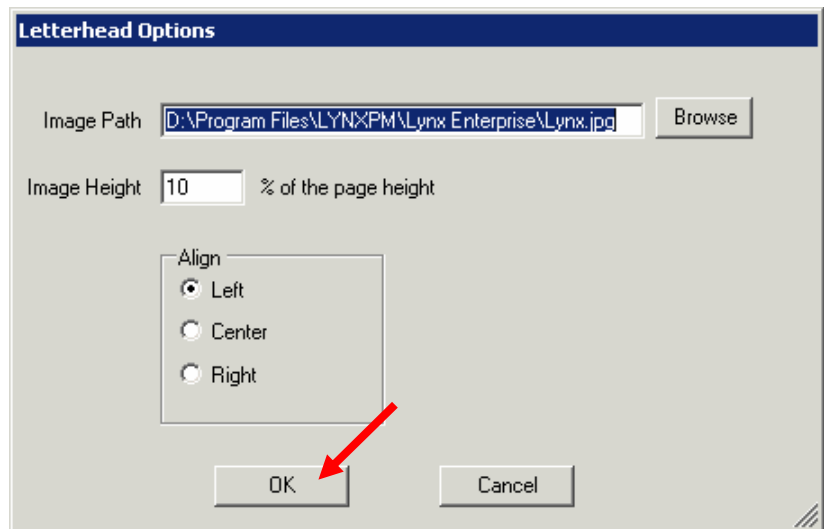 Letterhead Options
Image Path D:\Program Files\LYNXPM\Lynx Enterprise\Lynx.jpg Browse
Image Height 10 % of the page height
Align
Left
Center
Right
OK Cancel